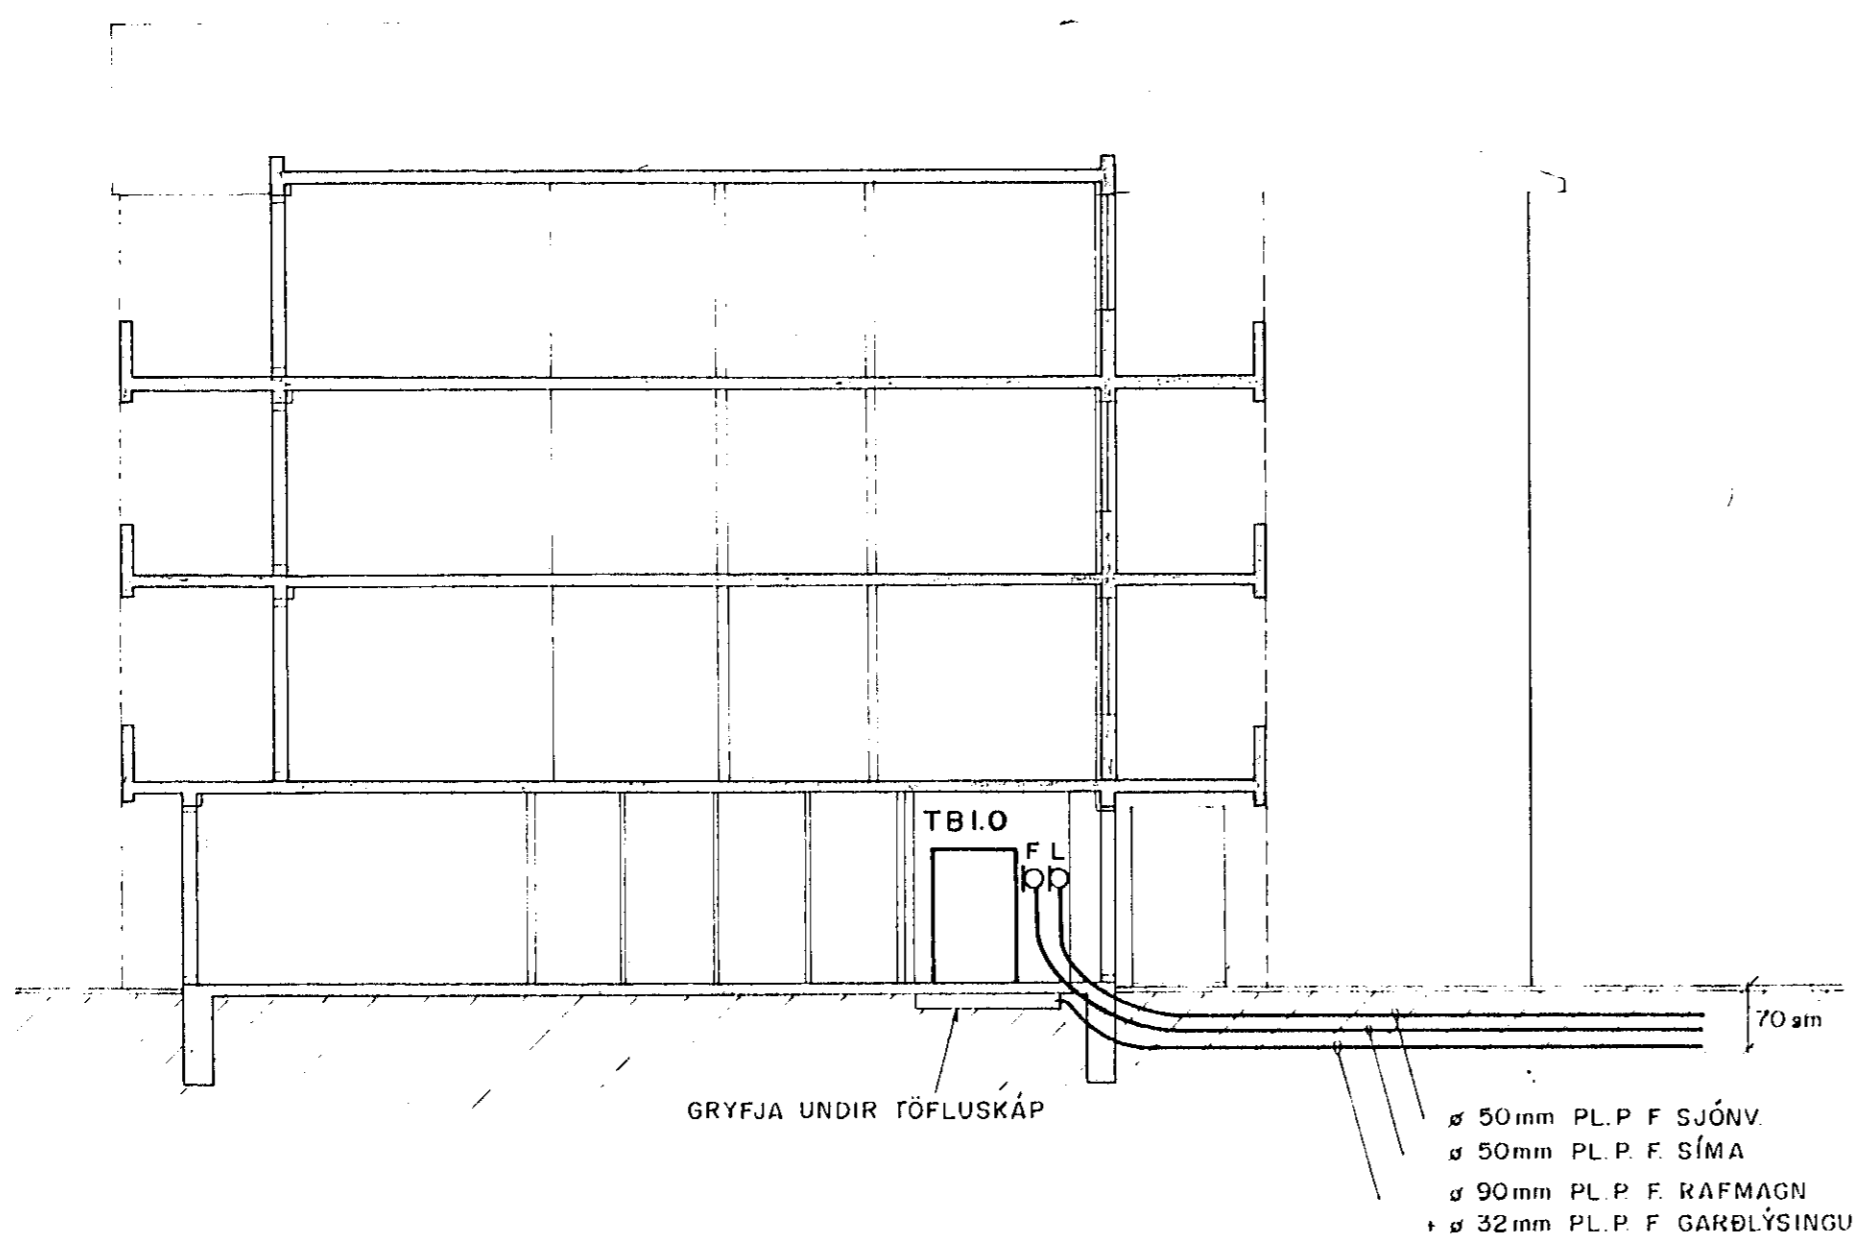 TB1.0
F L
70 sm
GRYFJA UNDIR TÖFLUSKÁP
ø 50mm PL.P F SJÓNV.
ø 50mm PL.P. F. SÍMA
ø 90mm PL.P. F. RAFMAGN
+ ø 32mm PL.P. F GARÐLÝSINGU